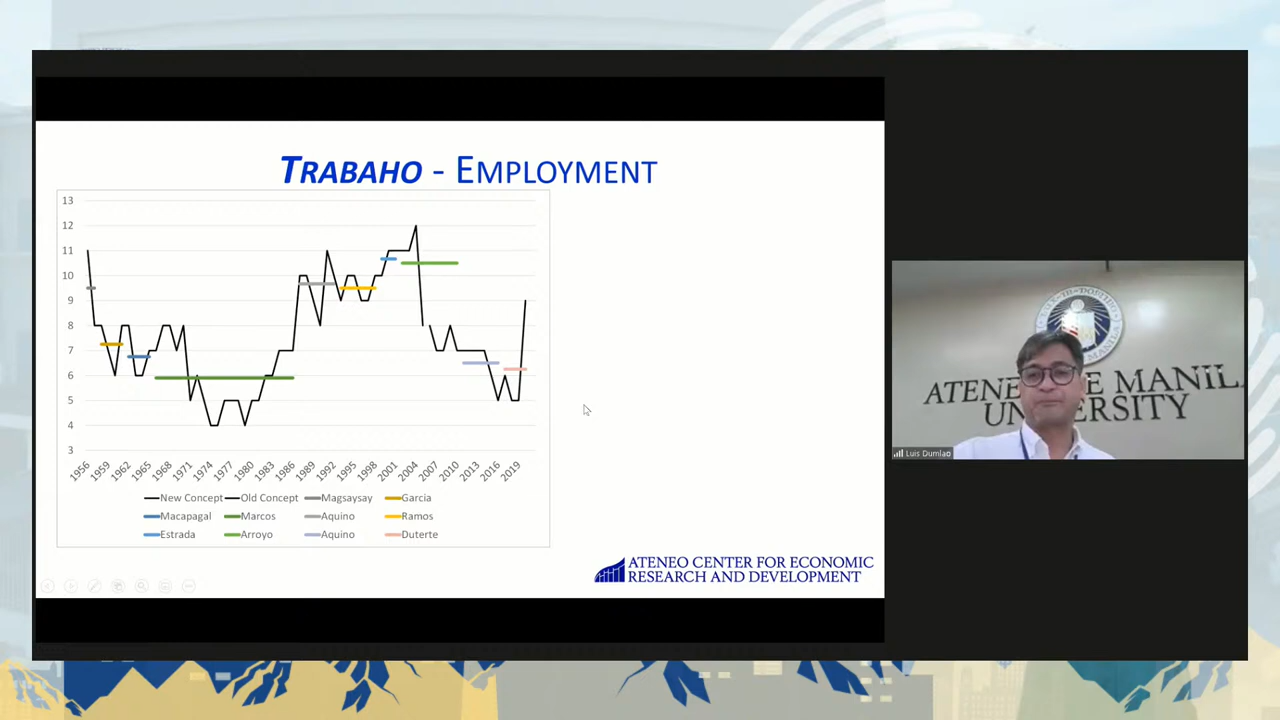 TRABAHO - EMPLOYMENT
13
12
11
10
9
8
7
6
5
4
3
1956 1959 1962 1965 1968 1971 1974 1977 1980 1983 1986 1989 1992 1995 1998 2001 2004 2007 2010 2013 2016 2019
New Concept Old Concept Magsaysay Garcia
Macapagal Marcos Aquino Ramos
Estrada Arroyo Aquino Duterte
ATENEO CENTER FOR ECONOMIC
RESEARCH AND DEVELOPMENT
ATENEO DE MANILA
UNIVERSITY
Luis Dumlao